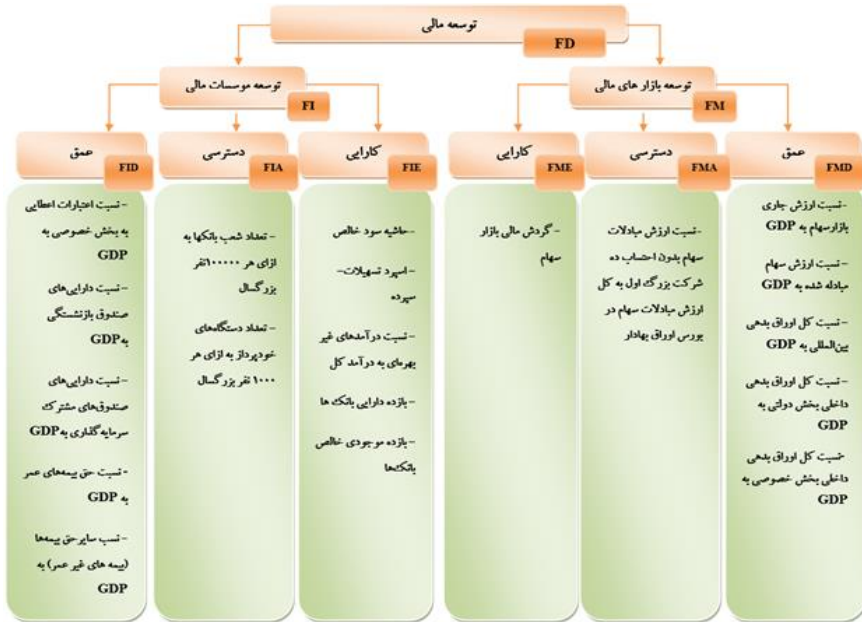 توسعه مالی
FD
توسعه بازار های مالی
FM
توسعه موسسات مالی
FI
عمق
FMD
-نسبت ارزش جاری
بازارسهام به GDP
-نسبت ارزش سهام
مبادله شده به GDP
-نسبت کل اوراق بدهی
بین‌المللی به GDP
-نسبت کل اوراق بدهی
داخلی بخش دولتی به
GDP
-نسبت کل اوراق بدهی
داخلی بخش خصوصی به
GDP
دسترسی
FMA
-نسبت ارزش مبادلات
سهام بدون احتساب ده
شرکت بزرگ اول به کل
ارزش مبادلات سهام در
بورس اوراق بهادار
کارایی
FME
-گردش مالی بازار
سهام
کارایی
FIE
-حاشیه سود خالص
-اسپرد تسهیلات-
سپرده
-نسبت درآمدهای غیر
بهره‌ای به درآمد کل
-بازده دارایی بانک ها
-بازده موجودی خالص
بانک‌ها
دسترسی
FIA
-تعداد شعب بانکها به
ازای هر ۱۰۰۰۰۰نفر
بزرگسال
-تعداد دستگاه‌های
خودپرداز به ازای هر
۱۰۰۰ نفر بزرگسال
عمق
FID
-نسبت اعتبارات اعطایی
به بخش خصوصی به
GDP
-نسبت دارایی‌های
صندوق بازنشستگی
به GDP
-نسبت دارایی‌های
صندوق‌های مشترک
سرمایه گذاری به GDP
-نسبت حق بیمه‌های عمر
به GDP
-نسب سایر حق بیمه‌ها
(بیمه های غیر عمر) به
GDP